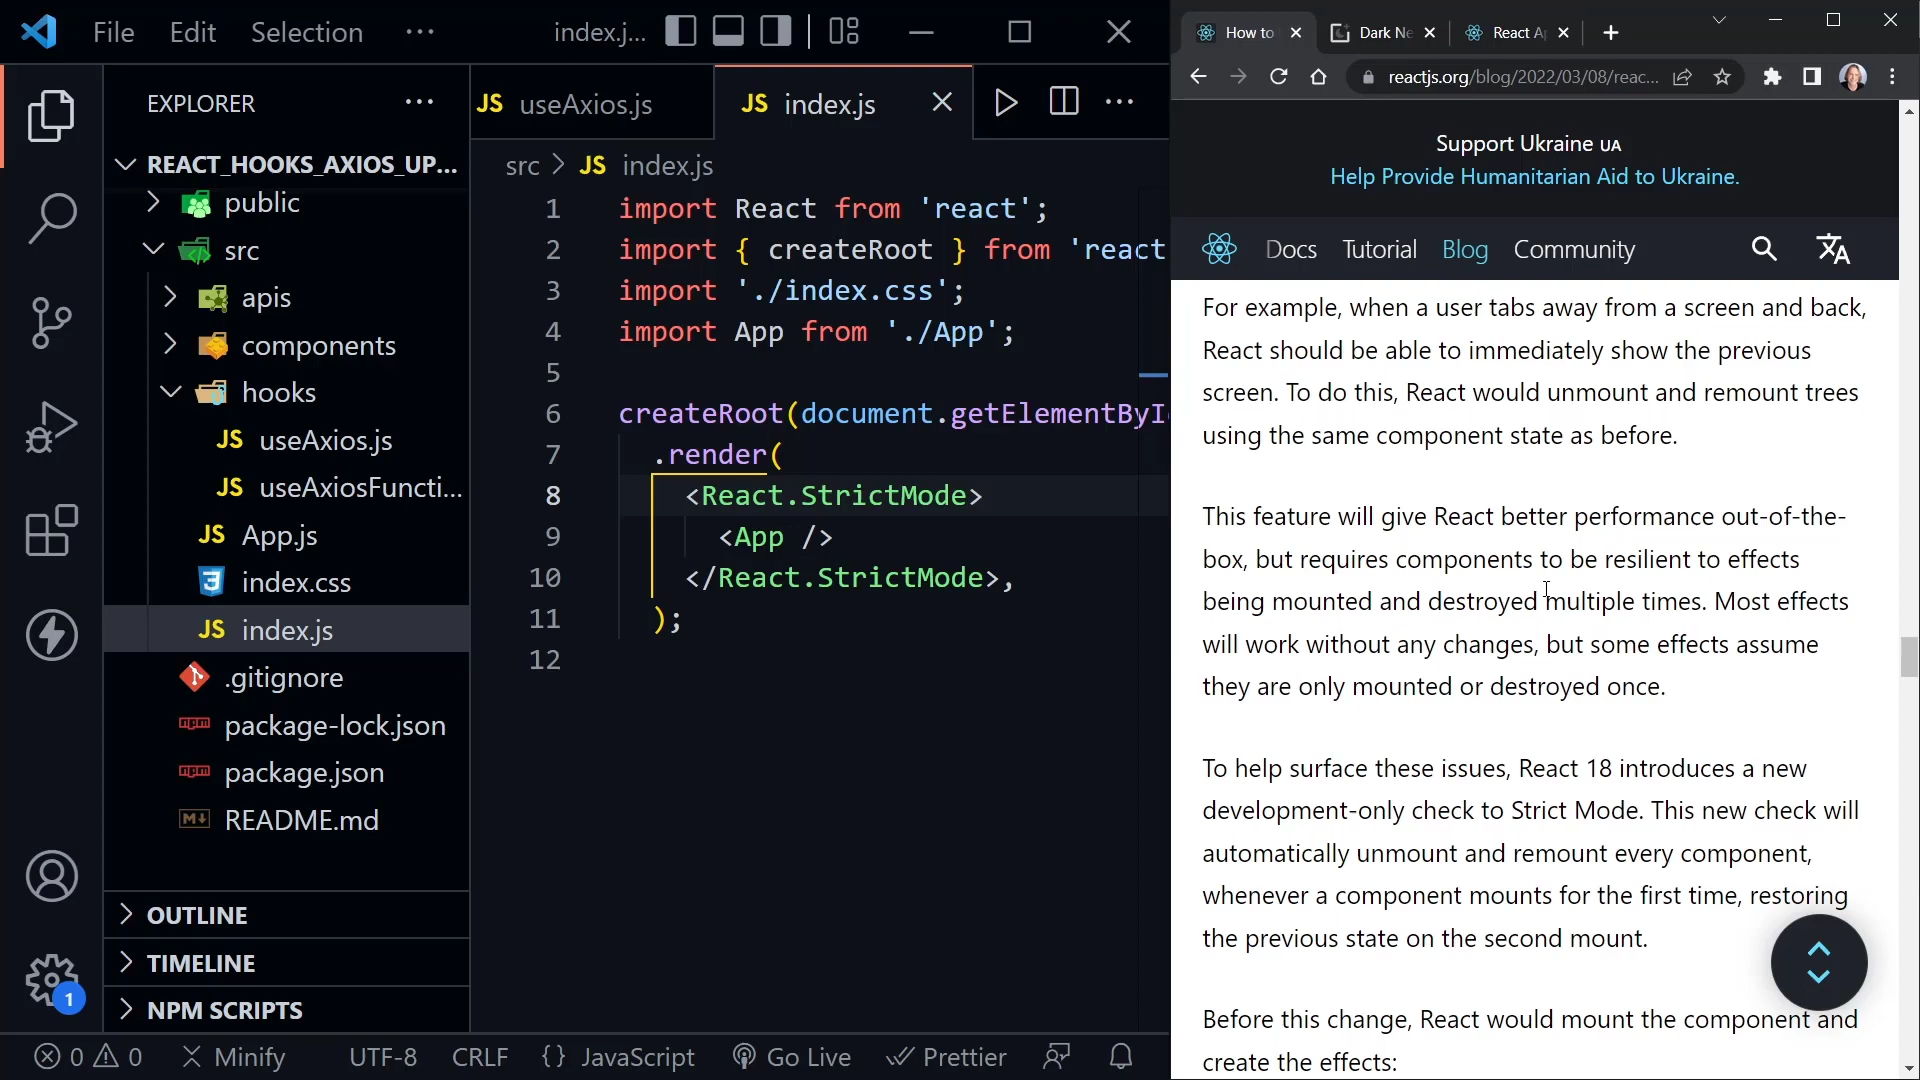 File
Edit
Selection
index.j...
EXPLORER
REACT_HOOKS_AXIOS_UP...
public
src
apis
components
hooks
JS useAxios.js
JS useAxiosFuncti...
JS App.js
index.css
JS index.js
.gitignore
package-lock.json
package.json
README.md
OUTLINE
TIMELINE
NPM SCRIPTS
JS useAxios.js
JS index.js
src > JS index.js
1 import React from 'react';
2 import { createRoot } from 'react
3 import './index.css';
4 import App from './App';
5
6 createRoot(document.getElementById
7 .render(
8 <React.StrictMode>
9 <App />
10 </React.StrictMode>,
11 );
12
1
0 0 Minify UTF-8 CRLF {} JavaScript Go Live Prettier
How to
Dark Ne
React A
reactjs.org/blog/2022/03/08/reac...
Support Ukraine UA
Help Provide Humanitarian Aid to Ukraine.
Docs Tutorial Blog Community
For example, when a user tabs away from a screen and back,
React should be able to immediately show the previous
screen. To do this, React would unmount and remount trees
using the same component state as before.
This feature will give React better performance out-of-the-
box, but requires components to be resilient to effects
being mounted and destroyed multiple times. Most effects
will work without any changes, but some effects assume
they are only mounted or destroyed once.
To help surface these issues, React 18 introduces a new
development-only check to Strict Mode. This new check will
automatically unmount and remount every component,
whenever a component mounts for the first time, restoring
the previous state on the second mount.
Before this change, React would mount the component and
create the effects: